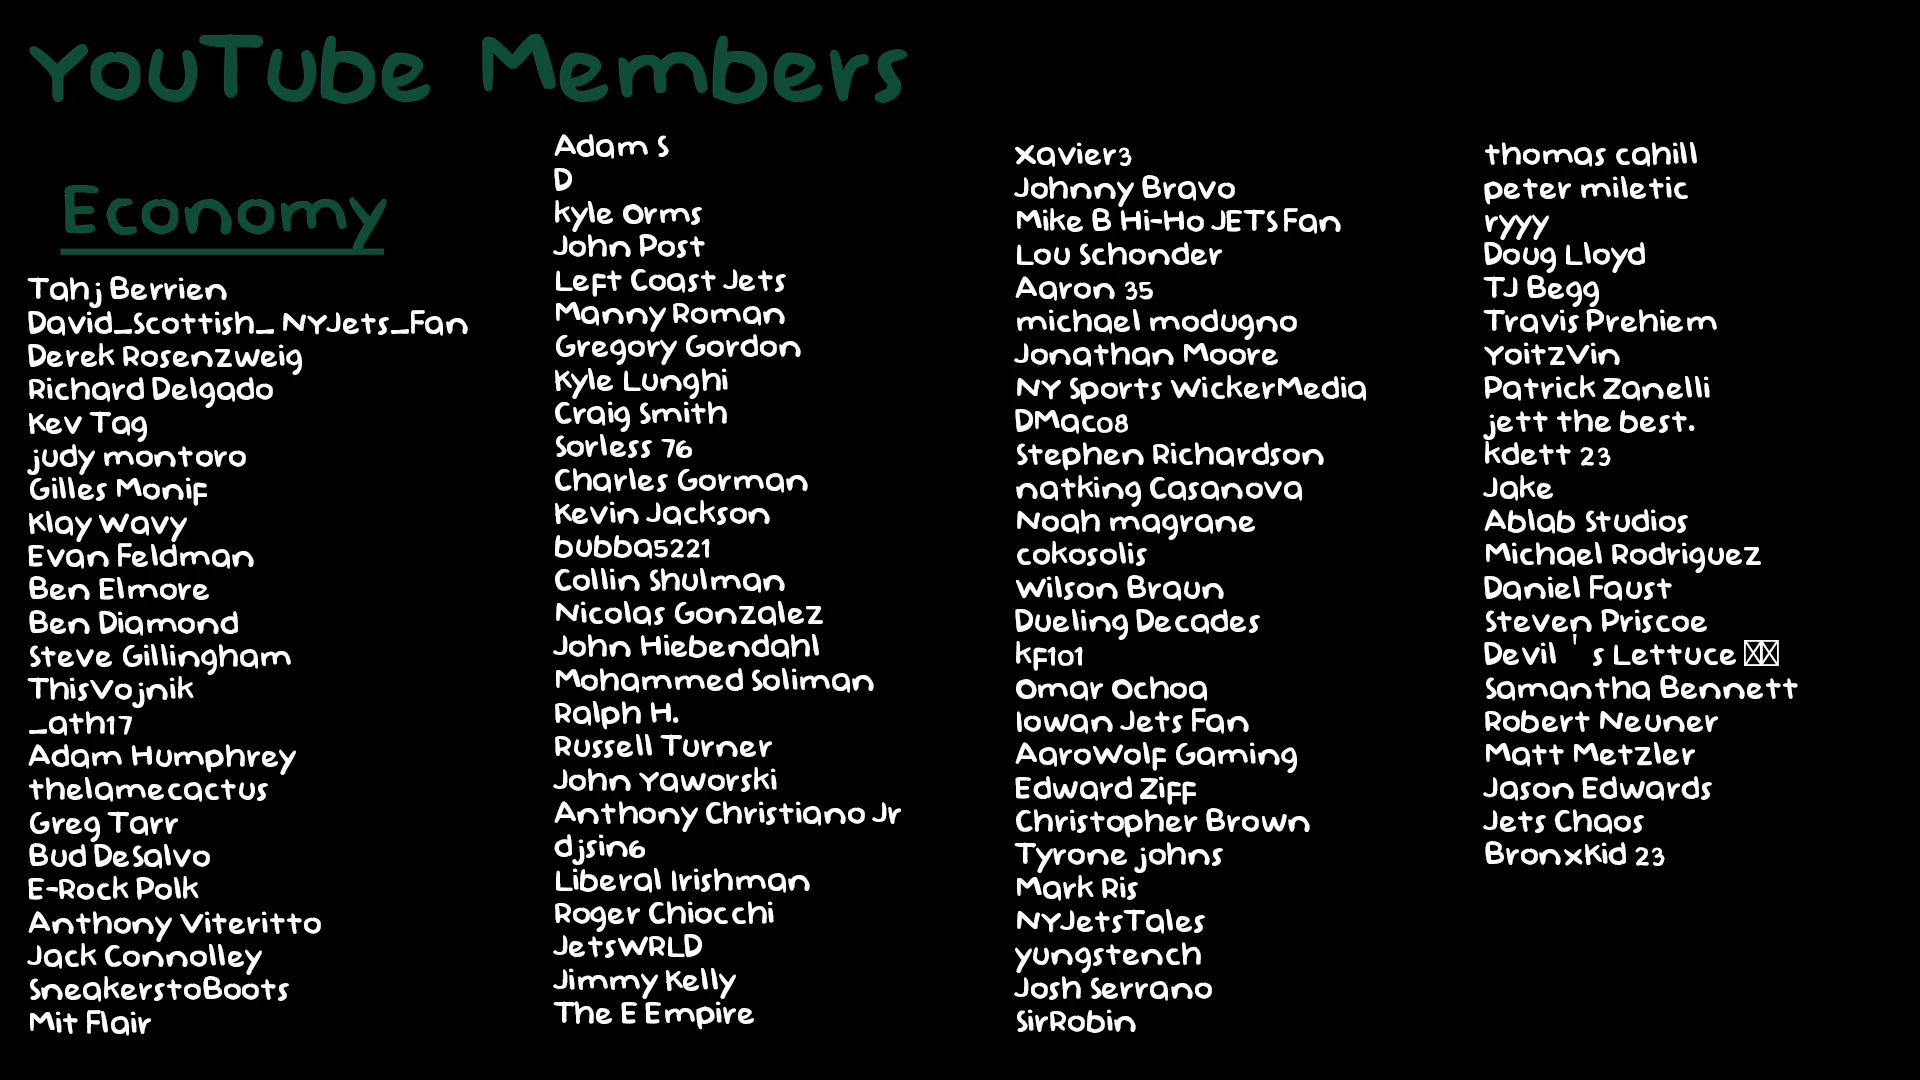 YouTube Members
Economy
Tahj Berrien
David_Scottish_NYJets_Fan
Derek Rosenzweig
Richard Delgado
Kev Tag
judy montoro
Gilles Monif
Klay Wavy
Evan Feldman
Ben Elmore
Ben Diamond
Steve Gillingham
ThisVojnik
_ath17
Adam Humphrey
thelamecactus
Greg Tarr
Bud DeSalvo
E-Rock Polk
Anthony Viteritto
Jack Connolley
SneakerstoBoots
Mit Flair
Adam S
D
kyle Orms
John Post
Left Coast Jets
Manny Roman
Gregory Gordon
Kyle Lunghi
Craig Smith
Sorless 76
Charles Gorman
Kevin Jackson
bubba5221
Collin Shulman
Nicolas Gonzalez
John Hiebendahl
Mohammed Soliman
Ralph H.
Russell Turner
John Yaworski
Anthony Christiano Jr
djsin6
Liberal Irishman
Roger Chiocchi
JetsWRLD
Jimmy Kelly
The E Empire
Xavier3
Johnny Bravo
Mike B Hi-Ho JETS Fan
Lou Schonder
Aaron 35
michael modugno
Jonathan Moore
NY Sports WickerMedia
DMac08
Stephen Richardson
natking Casanova
Noah magrane
cokosolis
Wilson Braun
Dueling Decades
kf101
Omar Ochoa
Iowan Jets Fan
AaroWolf Gaming
Edward Ziff
Christopher Brown
Tyrone johns
Mark Ris
NYJetsTales
yungstench
Josh Serrano
SirRobin
thomas cahill
peter miletic
ryyy
Doug Lloyd
TJ Begg
Travis Prehiem
YoitzVin
Patrick Zanelli
jett the best.
kdett 23
Jake
Ablab Studios
Michael Rodriguez
Daniel Faust
Steven Priscoe
Devil ' s Lettuce
Samantha Bennett
Robert Neuner
Matt Metzler
Jason Edwards
Jets Chaos
BronxKid 23